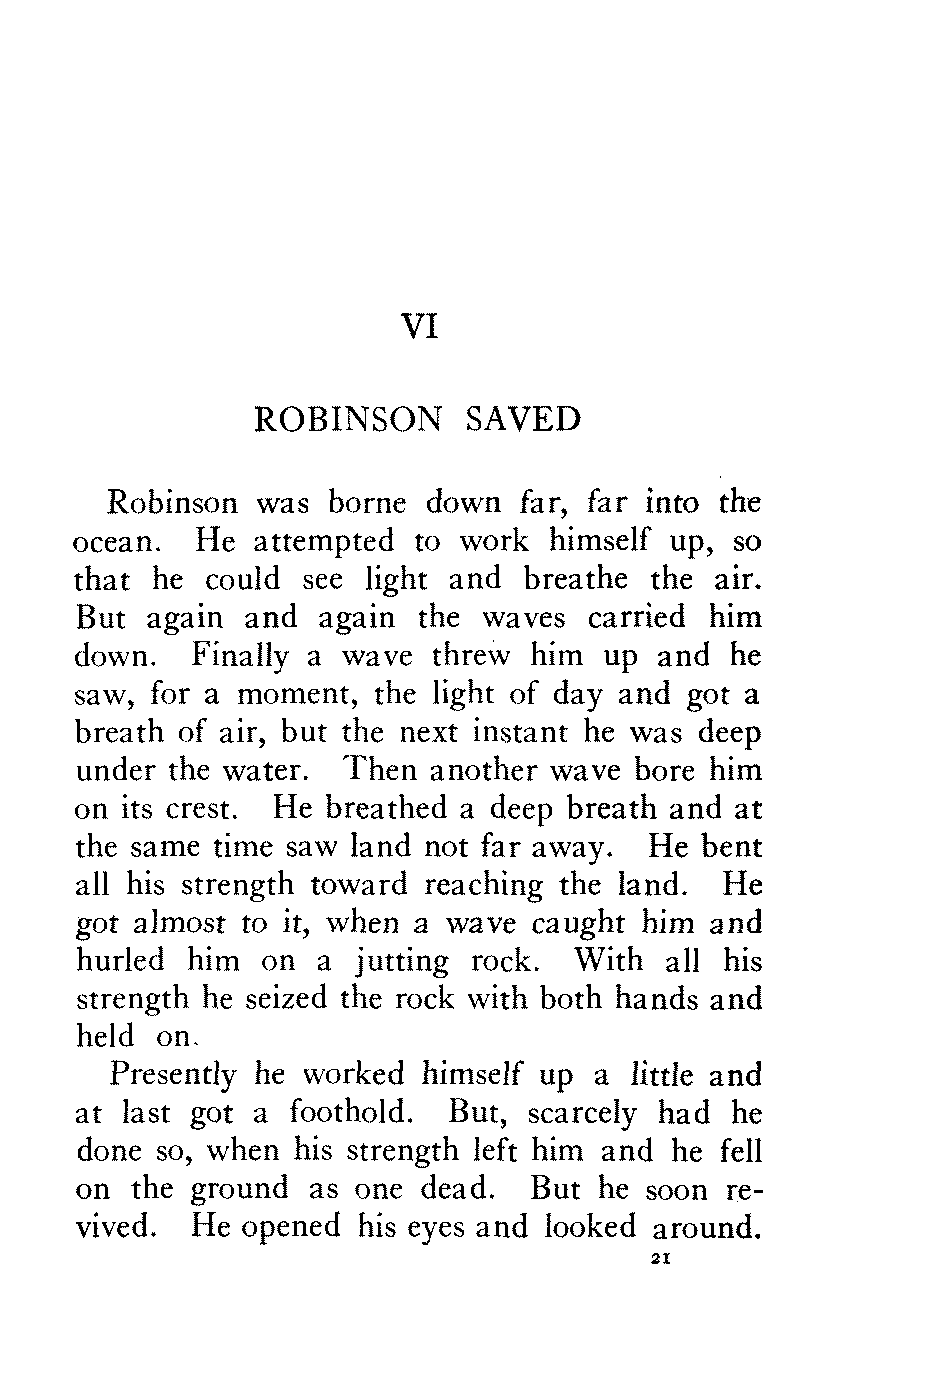 VI
ROBINSON SAVED
Robinson was borne down far, far into the
ocean. He attempted to work himself up, so
that he could see light and breathe the air.
But again and again the waves carried him
down. Finally a wave threw him up and he
saw, for a moment, the light of day and got a
breath of air, but the next instant he was deep
under the water. Then another wave bore him
on its crest. He breathed a deep breath and at
the same time saw land not far away. He bent
all his strength toward reaching the land. He
got almost to it, when a wave caught him and
hurled him on a jutting rock. With all his
strength he seized the rock with both hands and
held on.
Presently he worked himself up a little and
at last got a foothold. But, scarcely had he
done so, when his strength left him and he fell
on the ground as one dead. But he soon re-
vived. He opened his eyes and looked around.
21